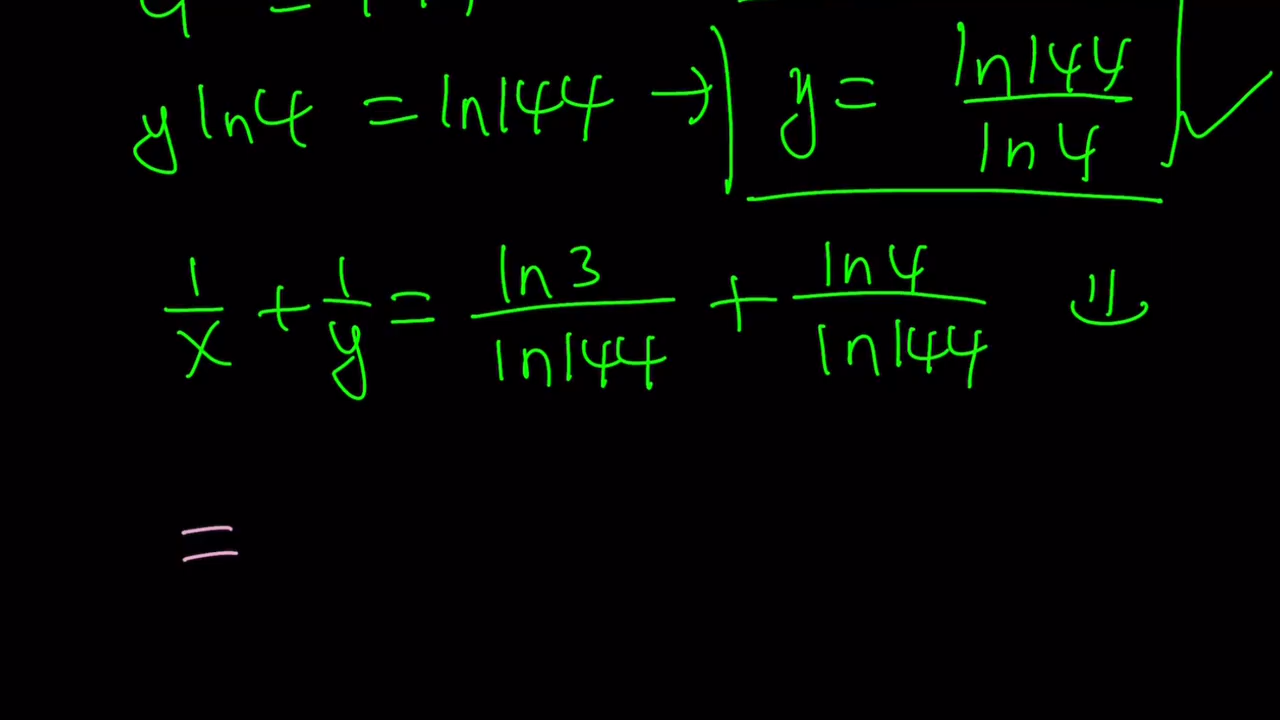 y ln4 = ln144 → y = ln144/ln4 ✓
1/x + 1/y = ln3/ln144 + ln4/ln144
=